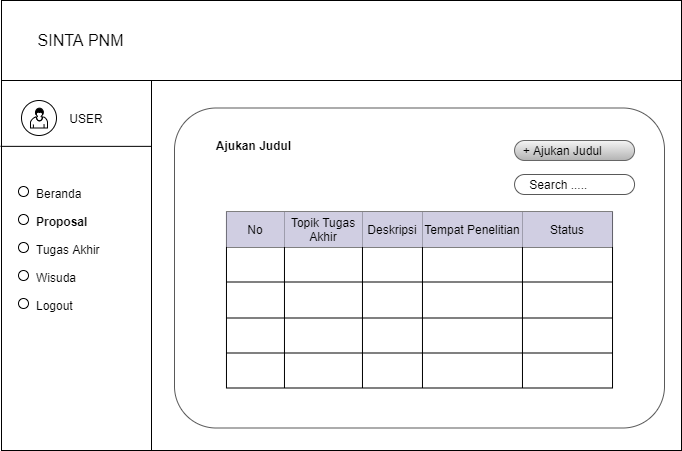 SINTA PNM
USER
Beranda
Proposal
Tugas Akhir
Wisuda
Logout
Ajukan Judul
+ Ajukan Judul
Search .....
No
Topik Tugas
Akhir
Deskripsi
Tempat Penelitian
Status